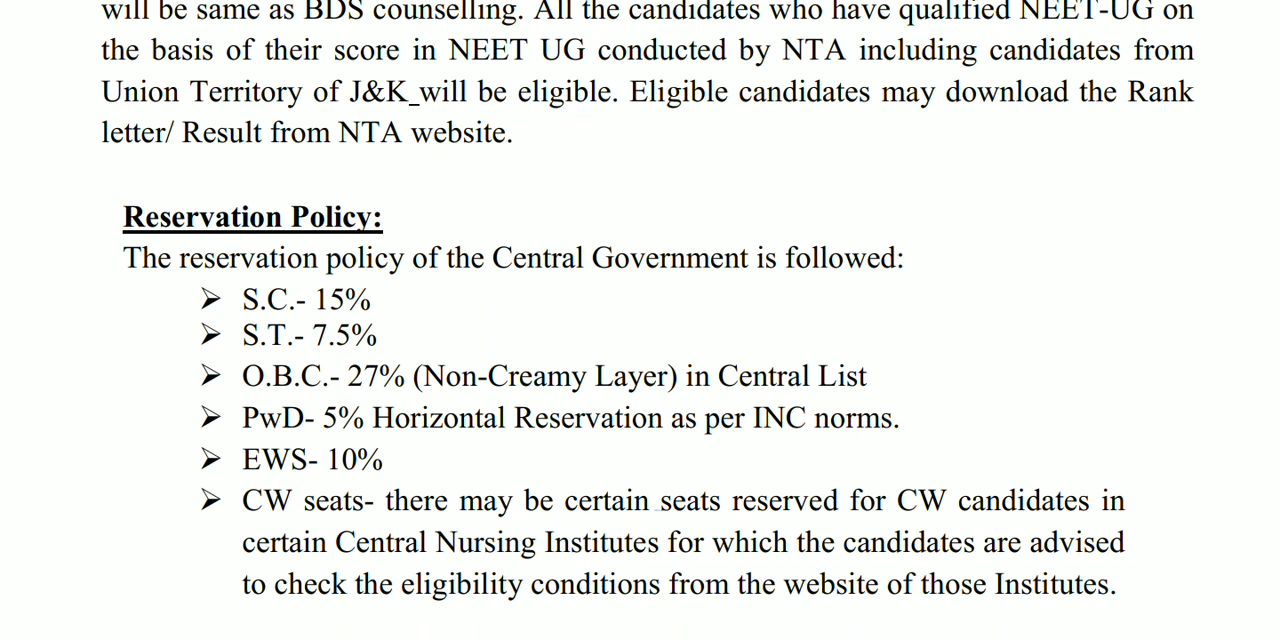 will be same as BDS counselling. All the candidates who have qualified NEET-UG on
the basis of their score in NEET UG conducted by NTA including candidates from
Union Territory of J&K_will be eligible. Eligible candidates may download the Rank
letter/ Result from NTA website.
Reservation Policy:
The reservation policy of the Central Government is followed:
➢ S.C.- 15%
➢ S.T.- 7.5%
➢ O.B.C.- 27% (Non-Creamy Layer) in Central List
➢ PwD- 5% Horizontal Reservation as per INC norms.
➢ EWS- 10%
➢ CW seats- there may be certain seats reserved for CW candidates in
certain Central Nursing Institutes for which the candidates are advised
to check the eligibility conditions from the website of those Institutes.